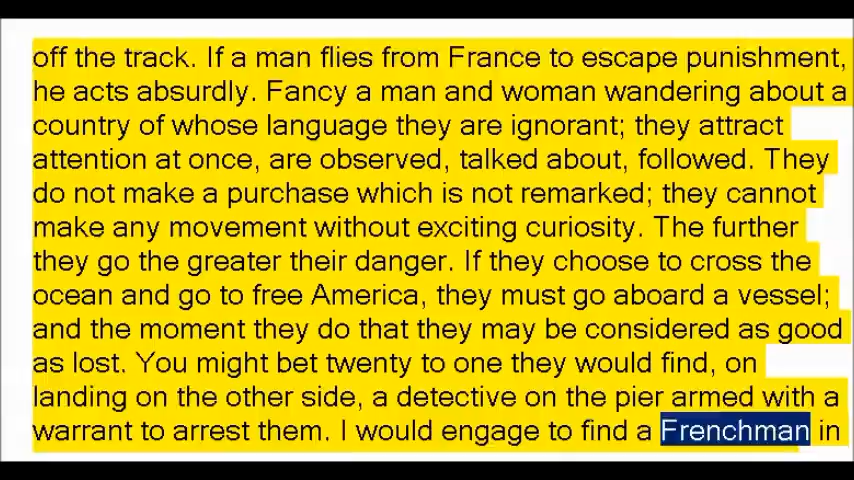 off the track. If a man flies from France to escape punishment,
he acts absurdly. Fancy a man and woman wandering about a
country of whose language they are ignorant; they attract
attention at once, are observed, talked about, followed. They
do not make a purchase which is not remarked; they cannot
make any movement without exciting curiosity. The further
they go the greater their danger. If they choose to cross the
ocean and go to free America, they must go aboard a vessel;
and the moment they do that they may be considered as good
as lost. You might bet twenty to one they would find, on
landing on the other side, a detective on the pier armed with a
warrant to arrest them. I would engage to find a Frenchman in